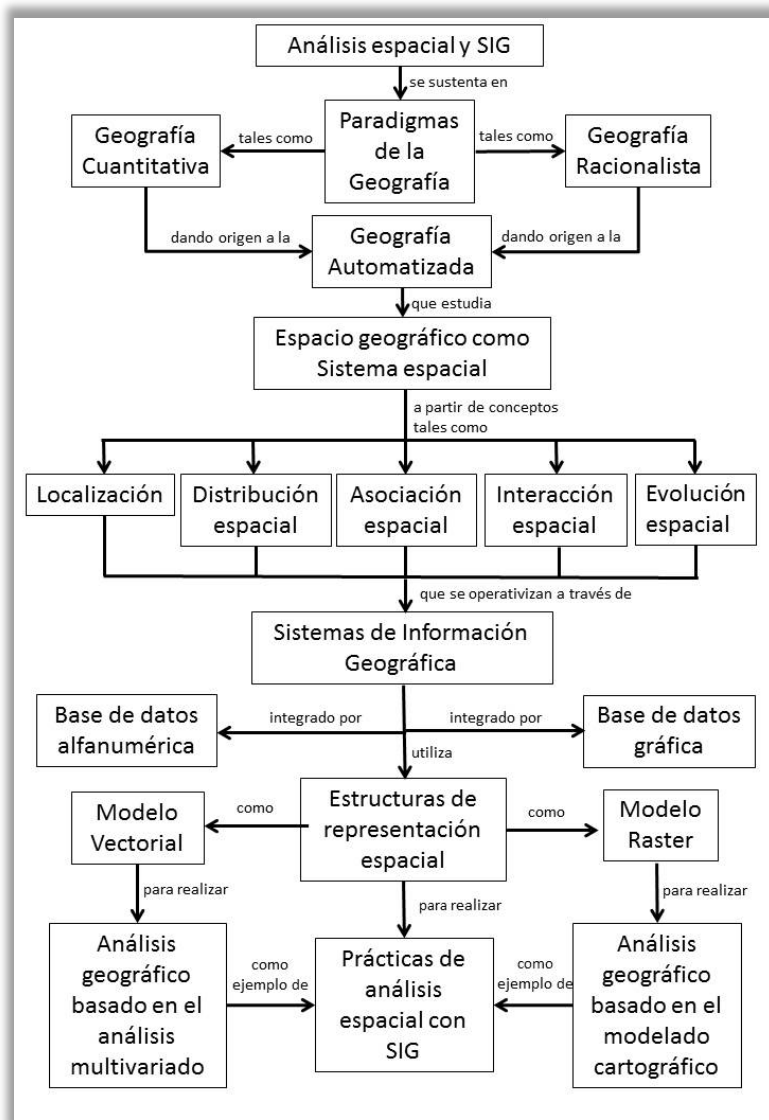 Análisis espacial y SIG
se sustenta en
Geografía
Cuantitativa
tales como
Paradigmas
de la
Geografía
tales como
Geografía
Racionalista
dando origen a la
Geografía
Automatizada
dando origen a la
que estudia
Espacio geográfico como
Sistema espacial
a partir de conceptos
tales como
Localización
Distribución
espacial
Asociación
espacial
Interacción
espacial
Evolución
espacial
que se operativizan a través de
Sistemas de Información
Geográfica
Base de datos
alfanumérica
integrado por
integrado por
Base de datos
gráfica
utiliza
Modelo
Vectorial
como
Estructuras de
representación
espacial
como
Modelo
Raster
para realizar
para realizar
para realizar
Análisis
geográfico
basado en el
análisis
multivariado
como
ejemplo de
Prácticas de
análisis
espacial con
SIG
como
ejemplo de
Análisis
geográfico
basado en el
modelado
cartográfico